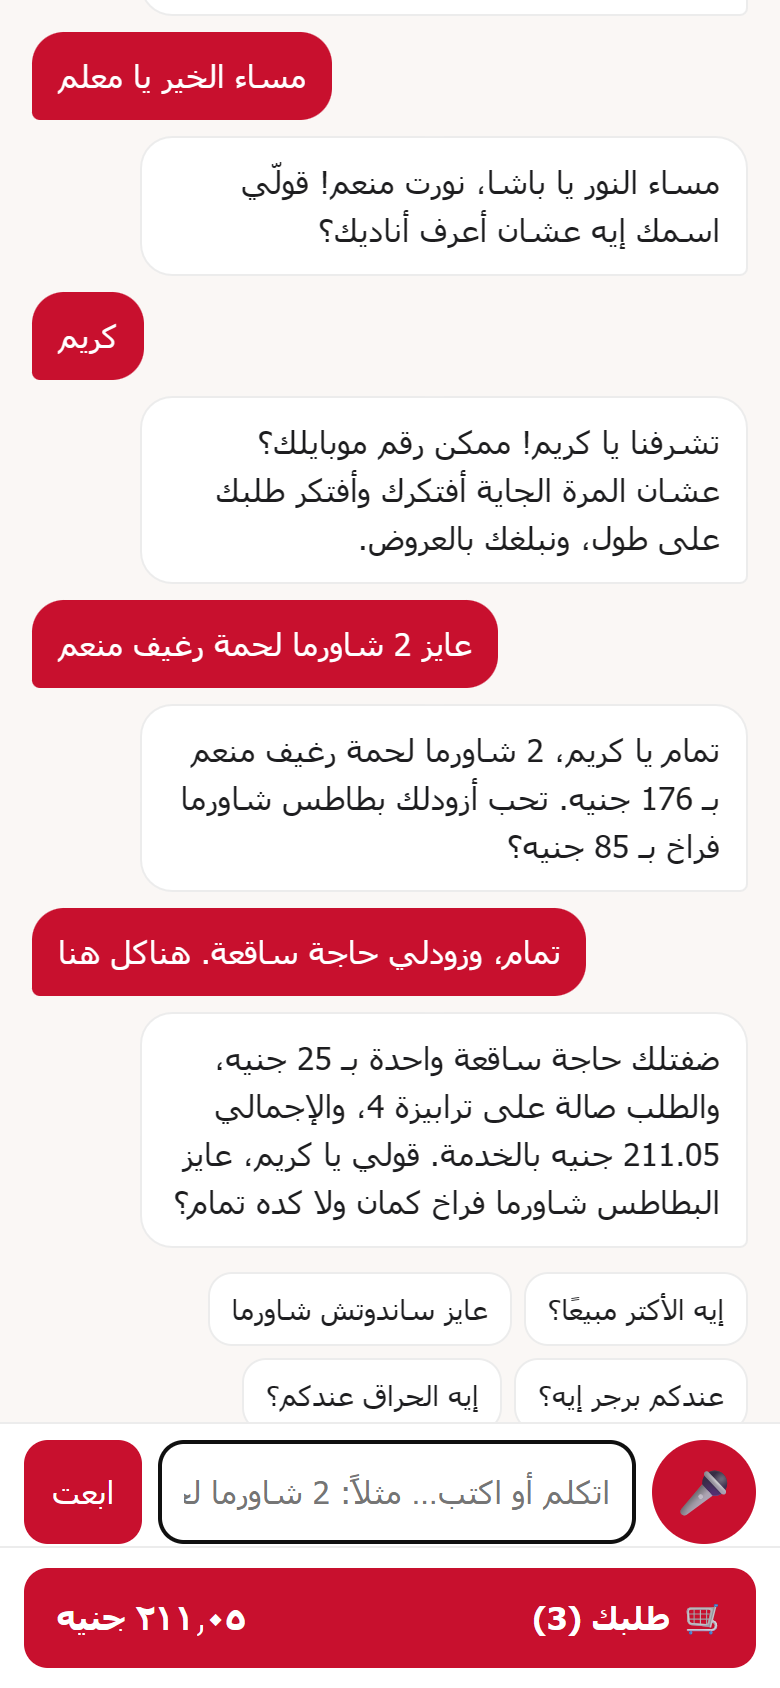 مساء الخير يا معلم
مساء النور يا باشا، نورت منعم! قولّي
اسمك إيه عشان أعرف أناديك؟
كريم
تشرفنا يا كريم! ممكن رقم موبايلك؟
عشان المرة الجاية أفتكرك وأفتكر طلبك
على طول، ونبلغك بالعروض.
عايز 2 شاورما لحمة رغيف منعم
تمام يا كريم، 2 شاورما لحمة رغيف منعم
بـ 176 جنيه. تحب أزودلك بطاطس شاورما
فراخ بـ 85 جنيه؟
تمام، وزودلي حاجة ساقعة. هناكل هنا
ضفتلك حاجة ساقعة واحدة بـ 25 جنيه،
والطلب صالة على ترابيزة 4، والإجمالي
211.05 جنيه بالخدمة. قولي يا كريم، عايز
البطاطس شاورما فراخ كمان ولا كده تمام؟
إيه الأكتر مبيعًا؟ عايز ساندوتش شاورما
عندكم برجر إيه؟ إيه الحراق عندكم؟
اتكلم أو اكتب... مثلاً: 2 شاورما لح ابعت
طلبك (3) ٢١١٫٠٥ جنيه